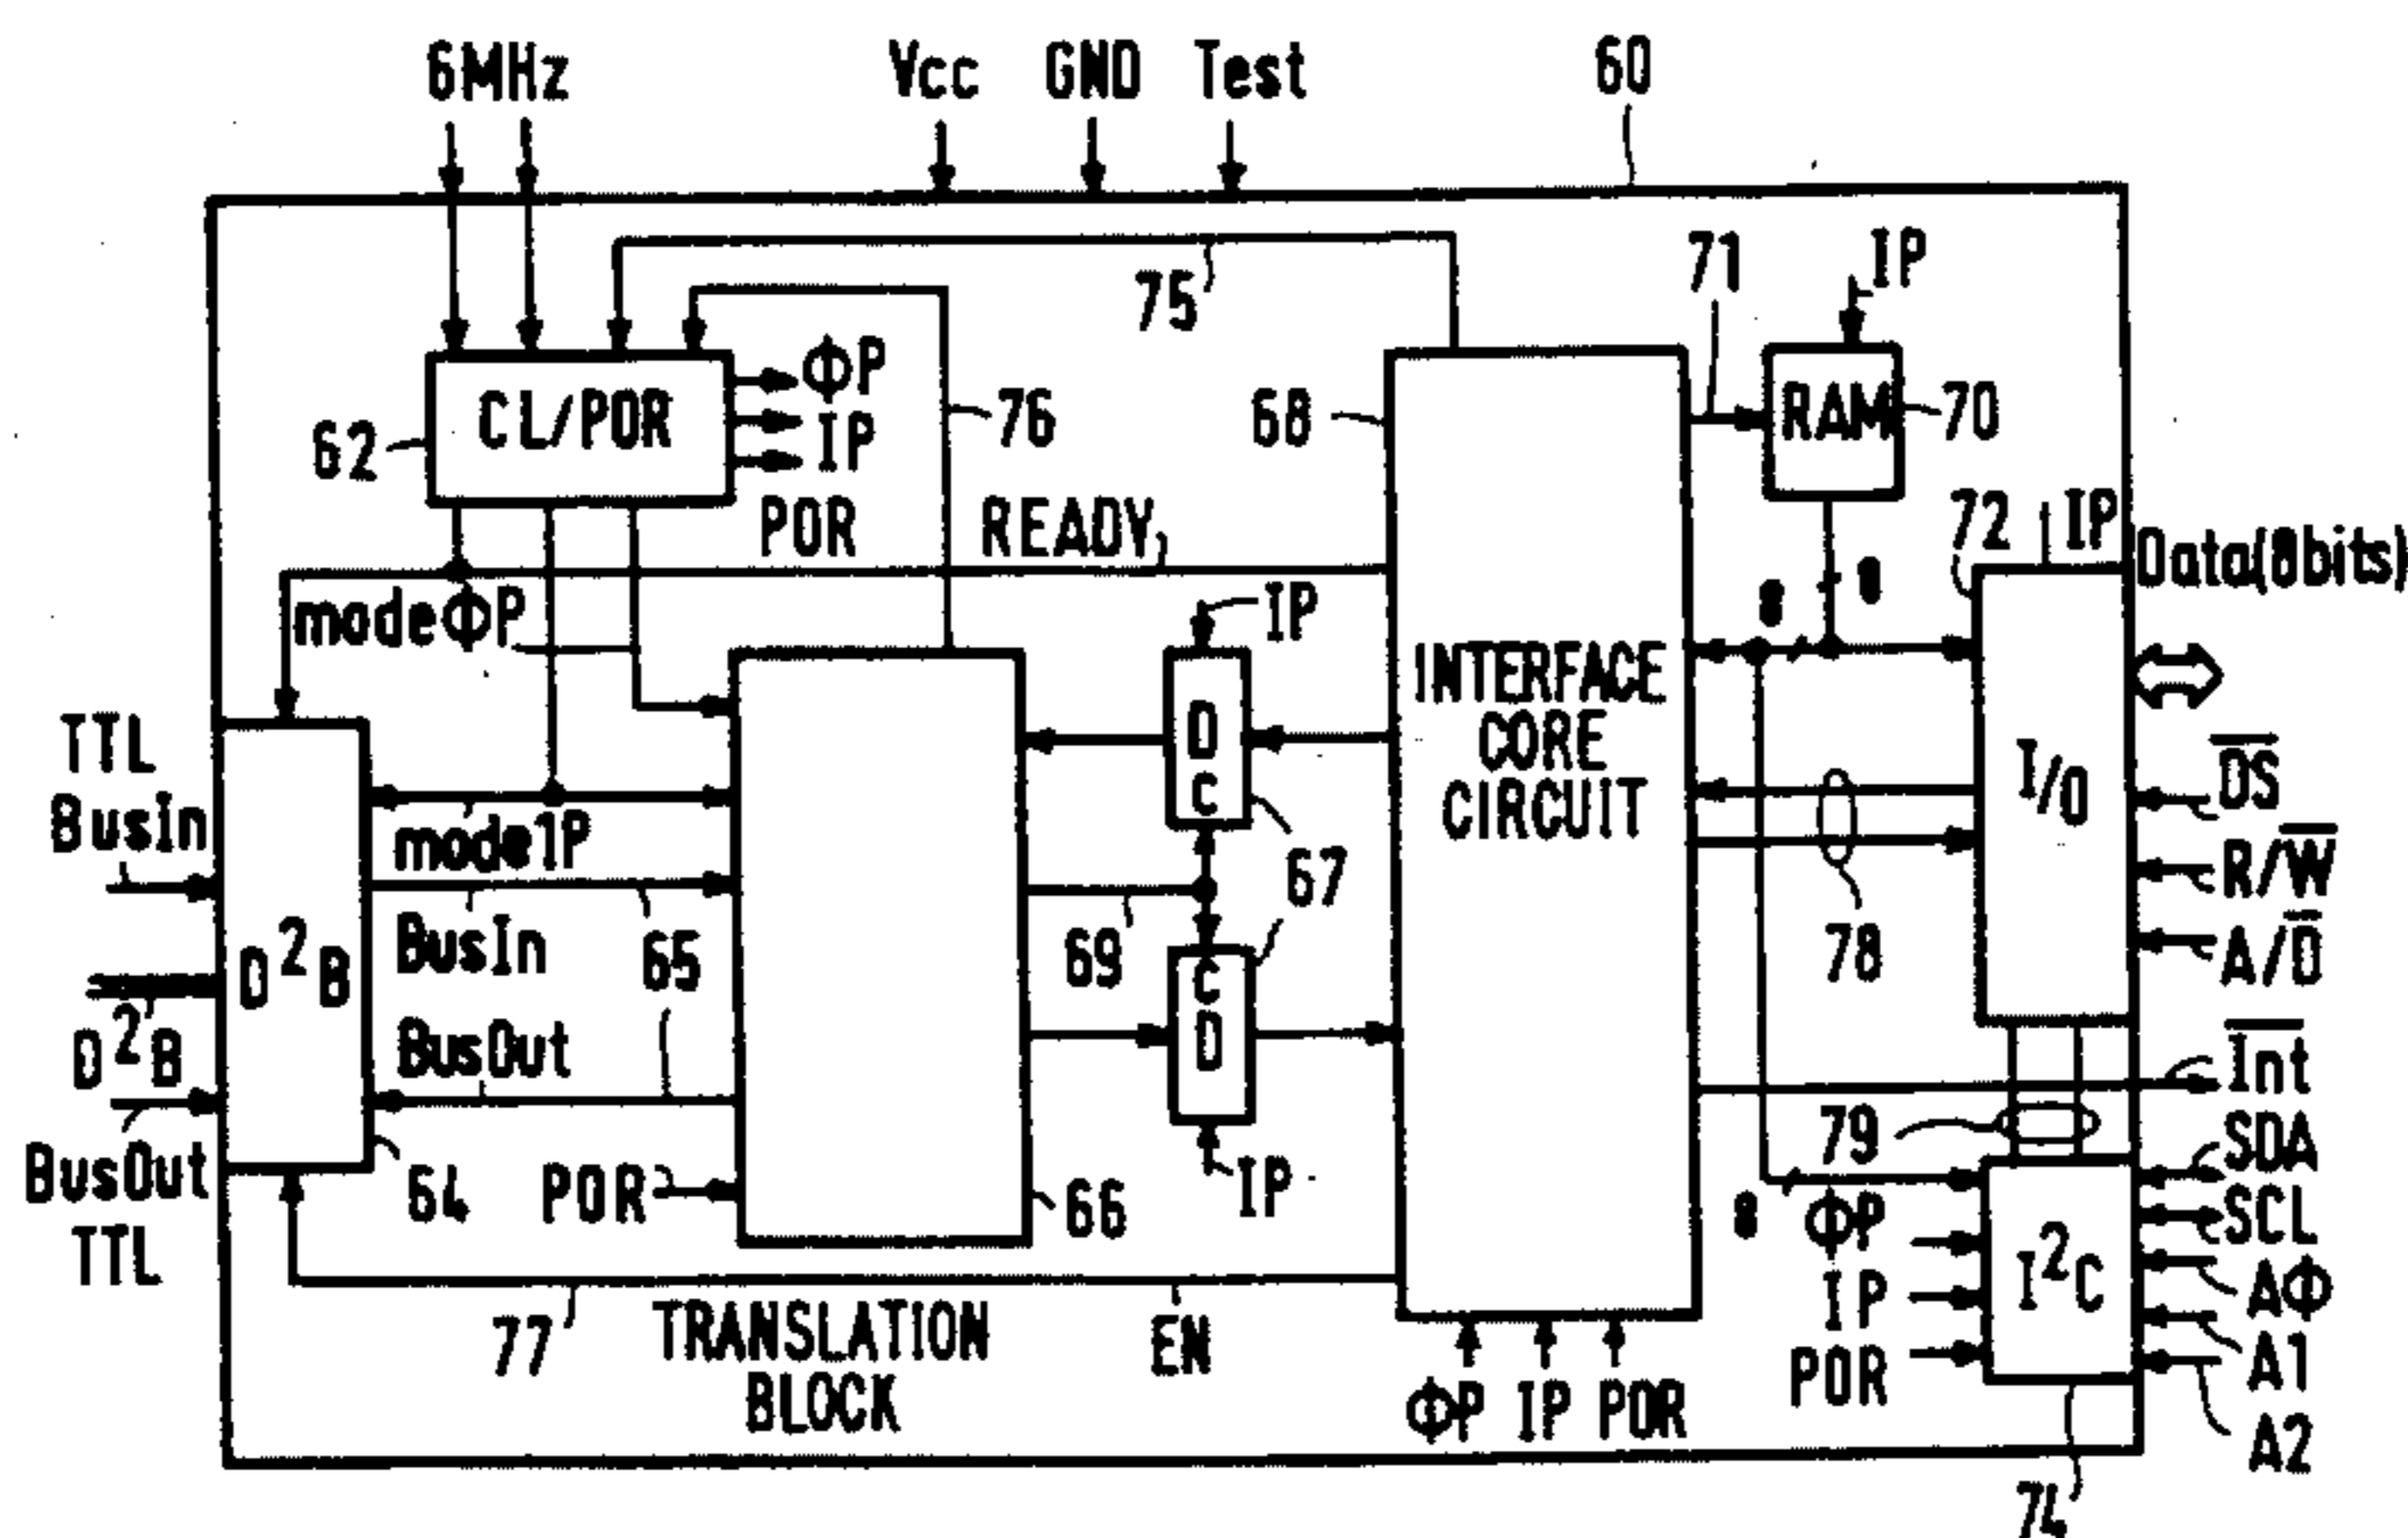 6MHz
Vcc
GND
Test
60
75
71
IP
CL/POR
62
ΦP
IP
POR
76
68
RAM
70
READY
72
IP
Data(8bits)
modeΦP
IP
8
8
TTL
BusIn
mode1P
D
C
67
INTERFACE
CORE
CIRCUIT
I/O
D̅S̅
R/W̅
78
A/D̅
D²B
BusIn
65
69
C
D
D²B
BusOut
I̅n̅t̅
79
SDA
BusOut
TTL
64
POR
66
IP
8
ΦP
SCL
IP
I²C
AΦ
POR
A1
A2
77
TRANSLATION
BLOCK
EN
ΦP
IP
POR
74